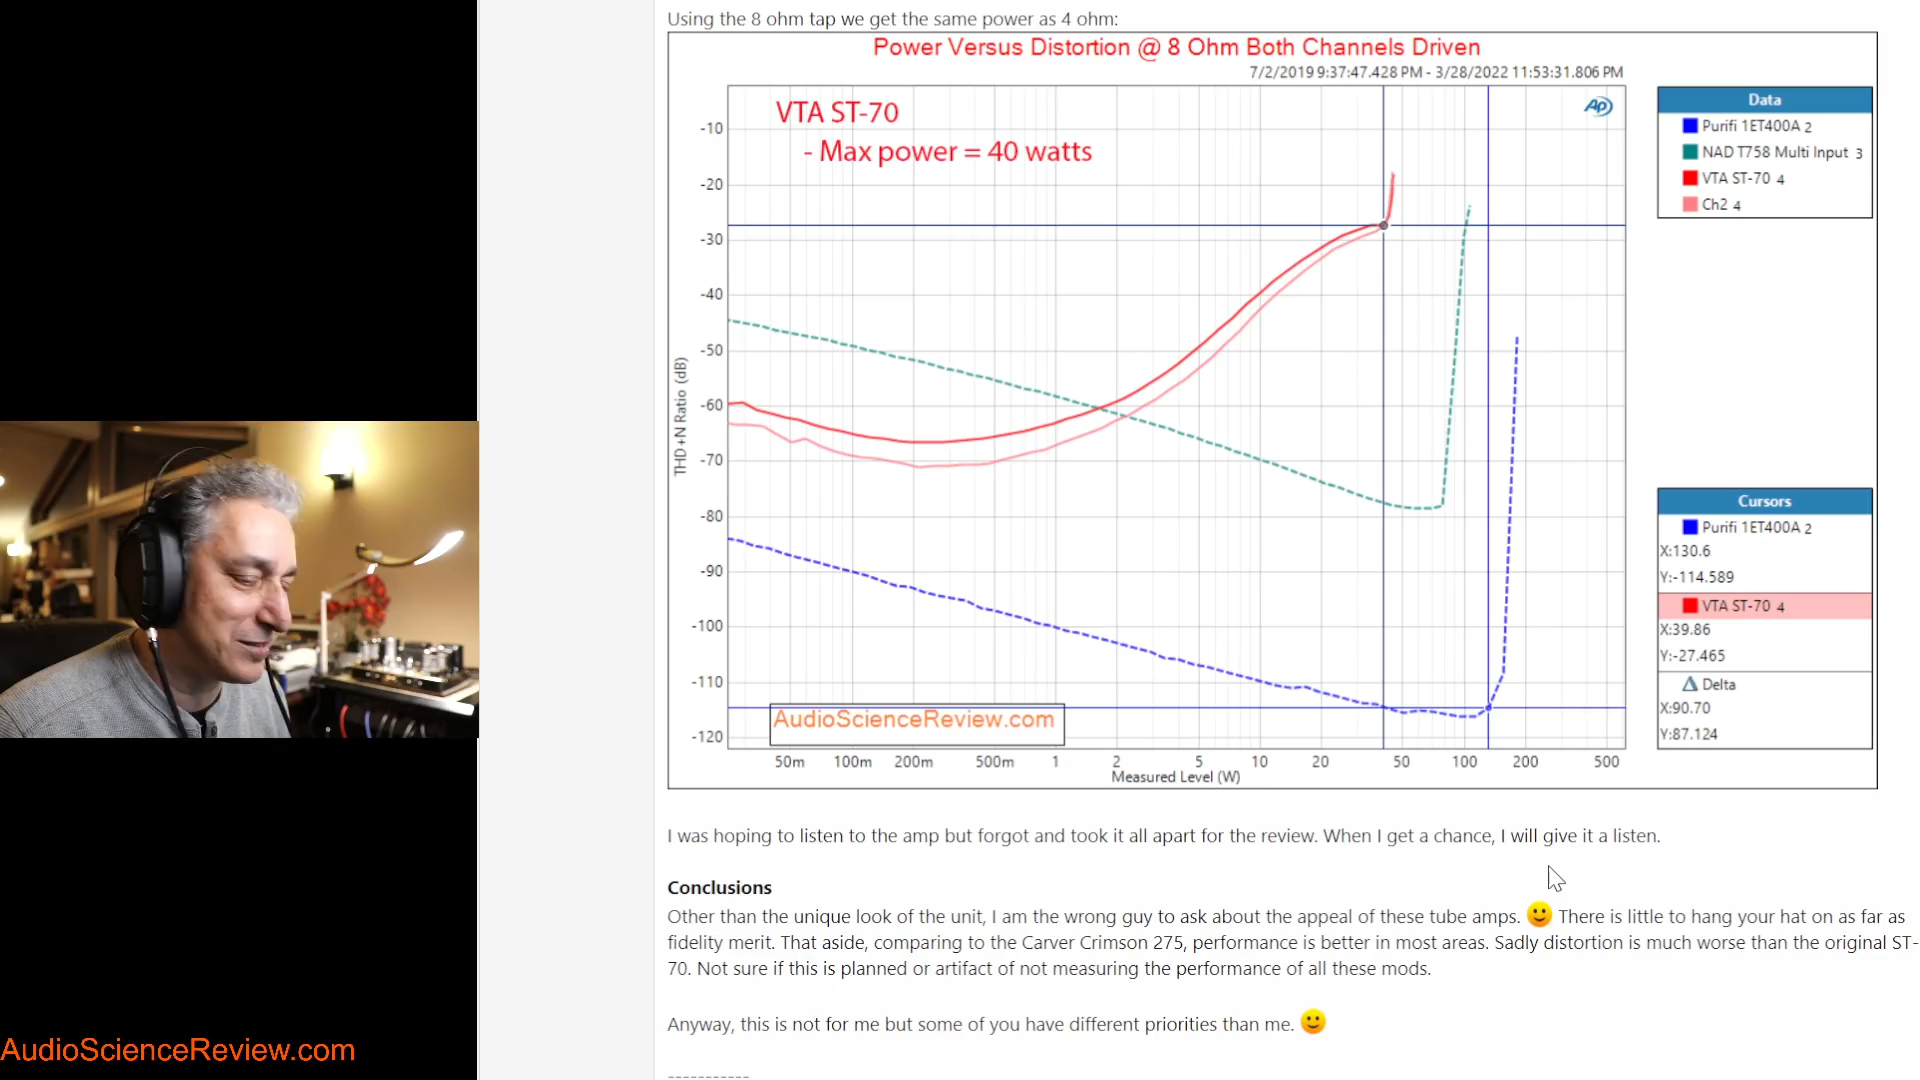 Using the 8 ohm tap we get the same power as 4 ohm:
Power Versus Distortion @ 8 Ohm Both Channels Driven
7/2/2019 9:37:47.428 PM - 3/28/2022 11:53:31.806 PM
VTA ST-70
- Max power = 40 watts
AP
Data
Purifi 1ET400A 2
NAD T758 Multi Input 3
VTA ST-70 4
Ch2 4
THD+N Ratio (dB)
-10
-20
-30
-40
-50
-60
-70
-80
-90
-100
-110
-120
Cursors
Purifi 1ET400A 2
X:130.6
Y:-114.589
VTA ST-70 4
X:39.86
Y:-27.465
Delta
X:90.70
Y:87.124
AudioScienceReview.com
50m 100m 200m 500m 1 2 5 10 20 50 100 200 500
Measured Level (W)
I was hoping to listen to the amp but forgot and took it all apart for the review. When I get a chance, I will give it a listen.
Conclusions
Other than the unique look of the unit, I am the wrong guy to ask about the appeal of these tube amps. 🙂 There is little to hang your hat on as far as
fidelity merit. That aside, comparing to the Carver Crimson 275, performance is better in most areas. Sadly distortion is much worse than the original ST-
70. Not sure if this is planned or artifact of not measuring the performance of all these mods.
Anyway, this is not for me but some of you have different priorities than me. 🙂
-----------
AudioScienceReview.com